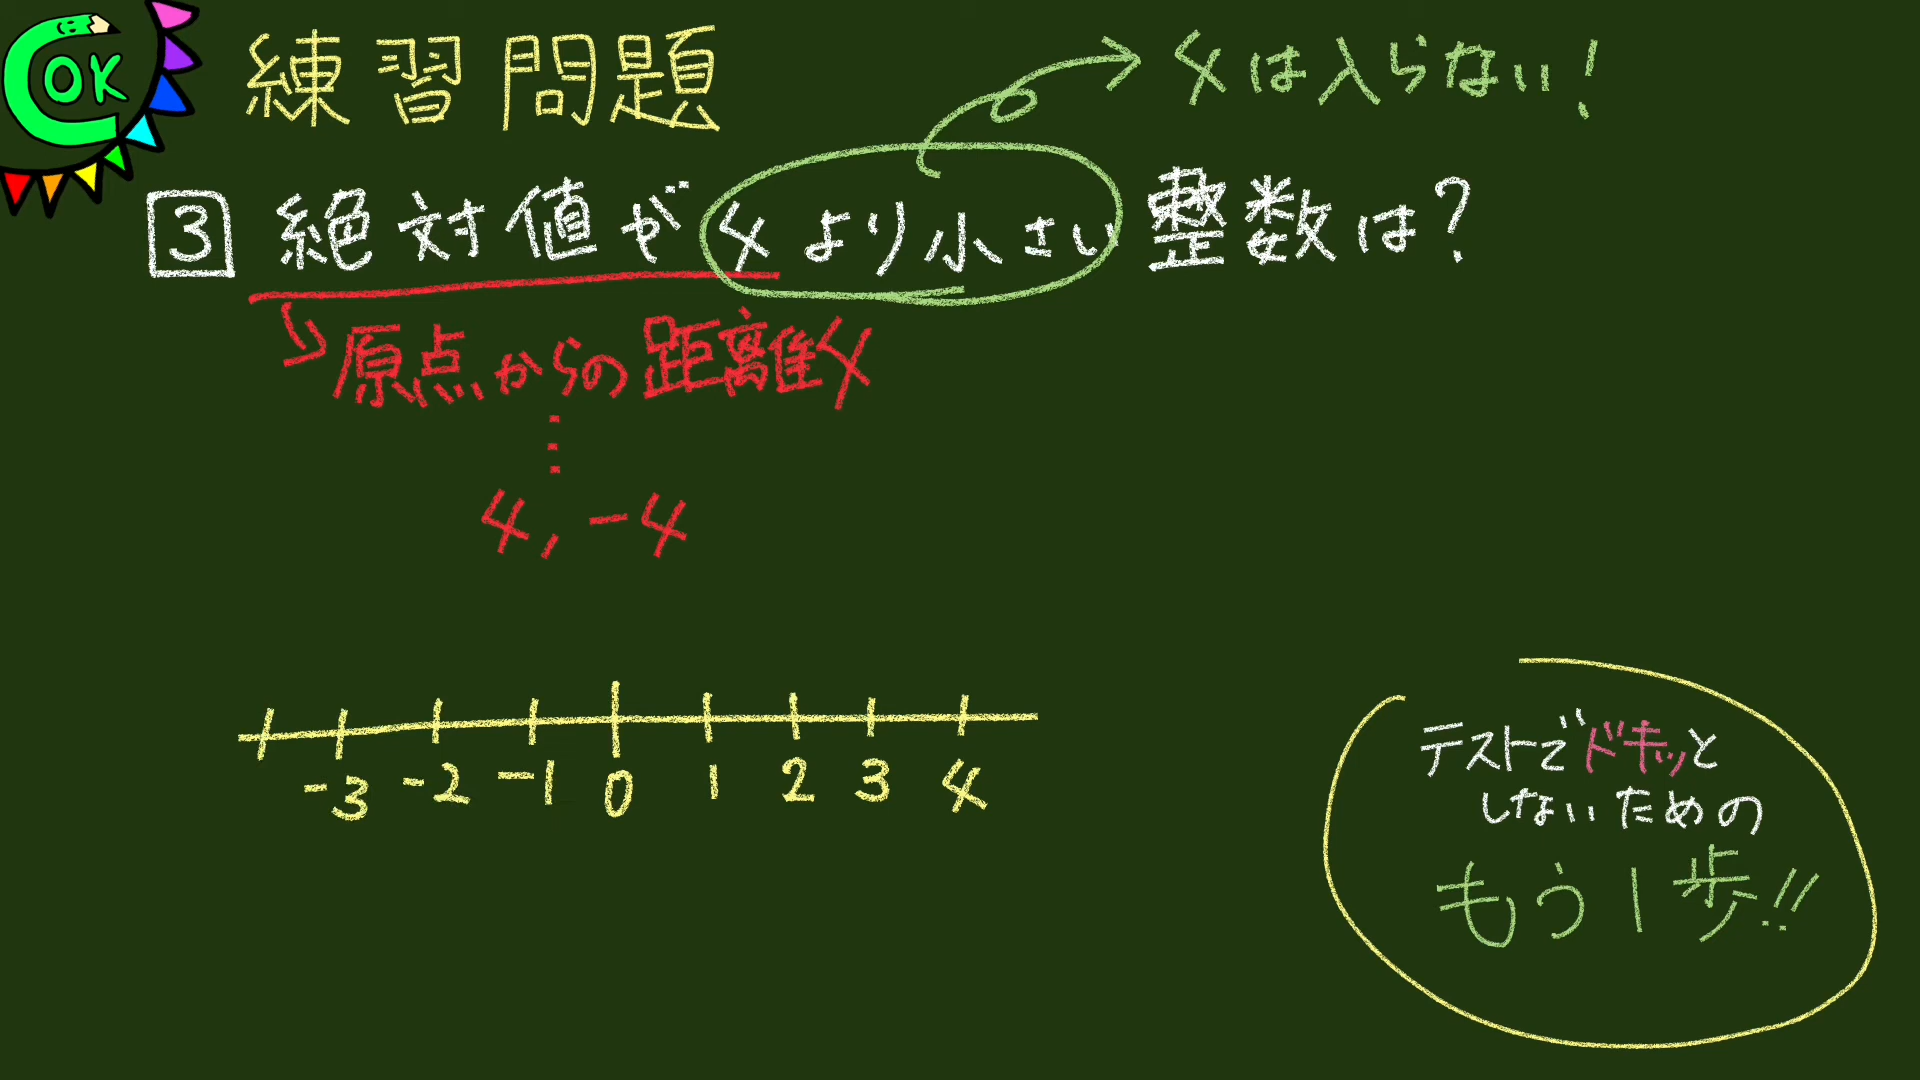 COK
練習問題
4は入らない!
3 絶対値が4より小さい整数は?
原点からの距離4
4, -4
-3 -2 -1 0 1 2 3 4
テストでドキッと
しないための
もう1歩!!